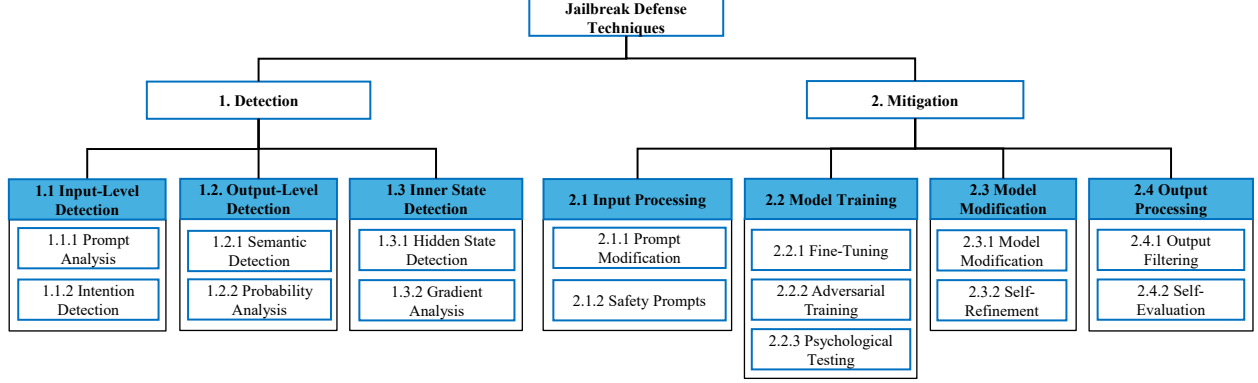 Jailbreak Defense
Techniques
1. Detection
2. Mitigation
1.1 Input-Level
Detection
1.1.1 Prompt
Analysis
1.1.2 Intention
Detection
1.2. Output-Level
Detection
1.2.1 Semantic
Detection
1.2.2 Probability
Analysis
1.3 Inner State
Detection
1.3.1 Hidden State
Detection
1.3.2 Gradient
Analysis
2.1 Input Processing
2.1.1 Prompt
Modification
2.1.2 Safety Prompts
2.2 Model Training
2.2.1 Fine-Tuning
2.2.2 Adversarial
Training
2.2.3 Psychological
Testing
2.3 Model
Modification
2.3.1 Model
Modification
2.3.2 Self-
Refinement
2.4 Output
Processing
2.4.1 Output
Filtering
2.4.2 Self-
Evaluation